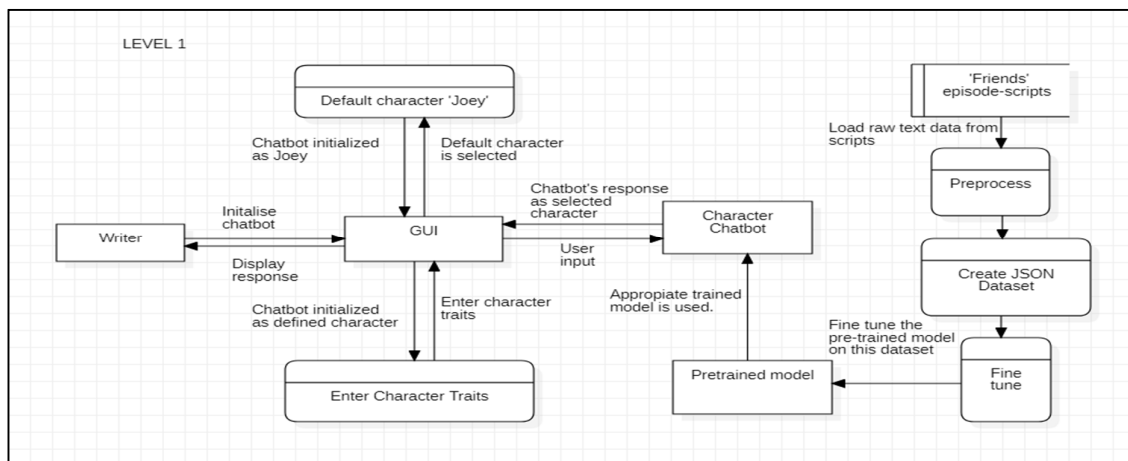 LEVEL 1
Default character 'Joey'
Chatbot initialized
as Joey
Default character
is selected
Initalise
chatbot
Writer
Display
response
GUI
Chatbot's response
as selected
character
User
input
Character
Chatbot
Chatbot initialized
as defined character
Enter character
traits
Enter Character Traits
Appropiate trained
model is used.
Pretrained model
'Friends'
episode-scripts
Load raw text data from
scripts
Preprocess
Create JSON
Dataset
Fine tune the
pre-trained model
on this dataset
Fine
tune